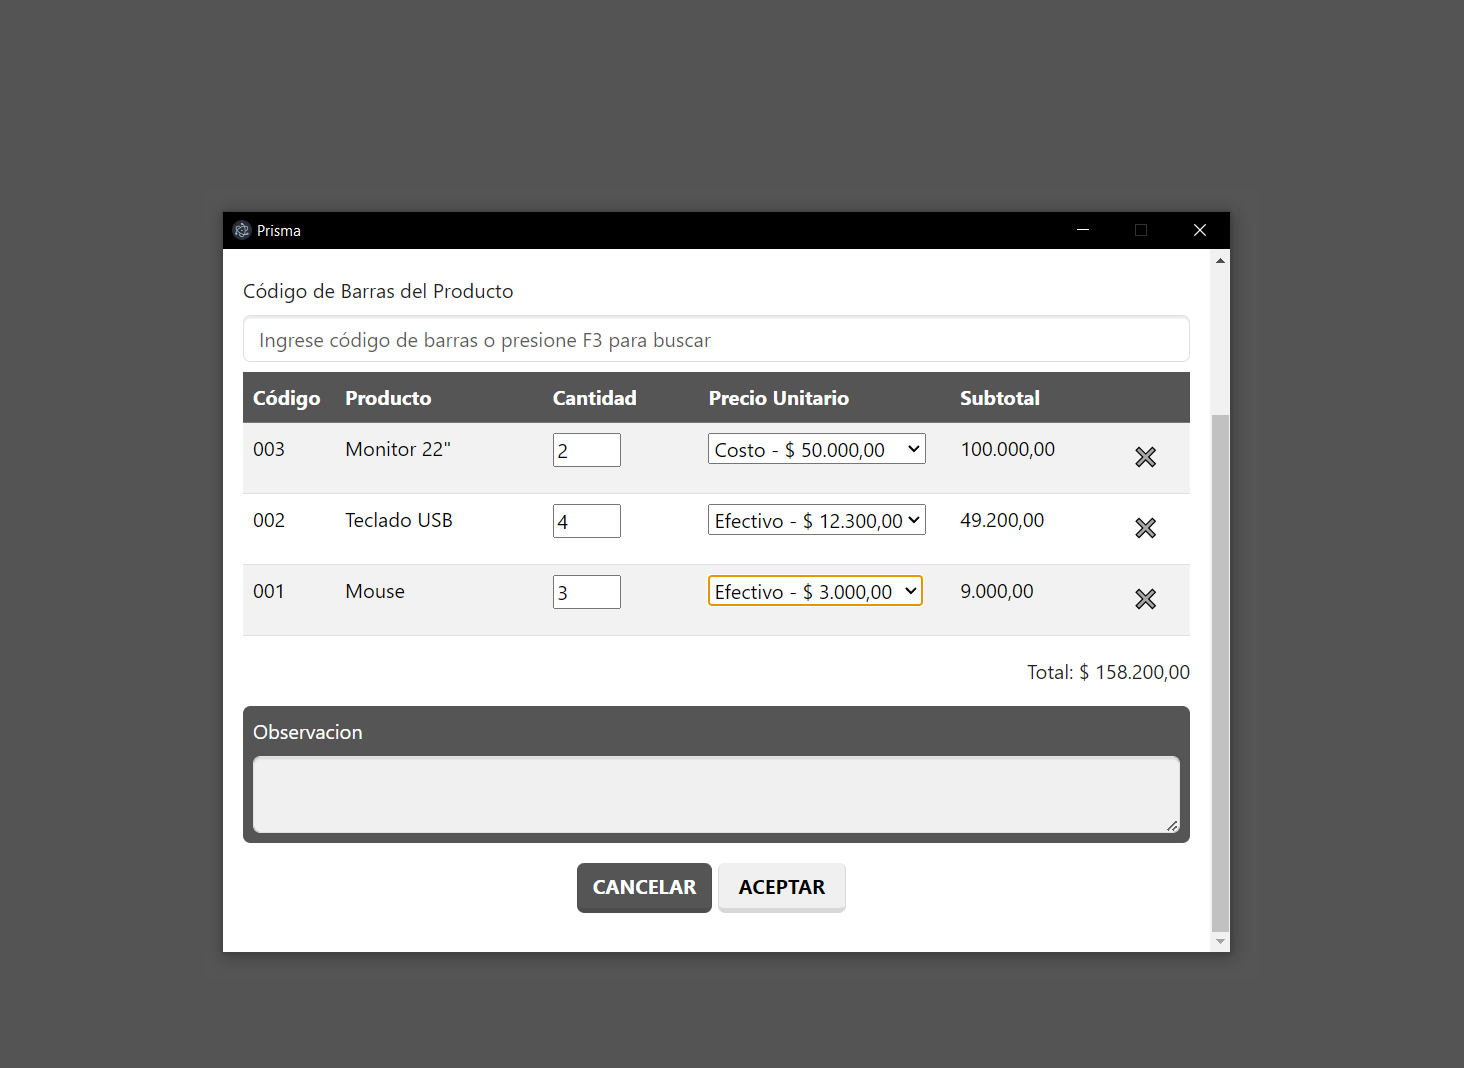 Prisma
Código de Barras del Producto
Ingrese código de barras o presione F3 para buscar
Código Producto Cantidad Precio Unitario Subtotal
003 Monitor 22" 2 Costo - $ 50.000,00 100.000,00
002 Teclado USB 4 Efectivo - $ 12.300,00 49.200,00
001 Mouse 3 Efectivo - $ 3.000,00 9.000,00
Total: $ 158.200,00
Observacion
CANCELAR ACEPTAR